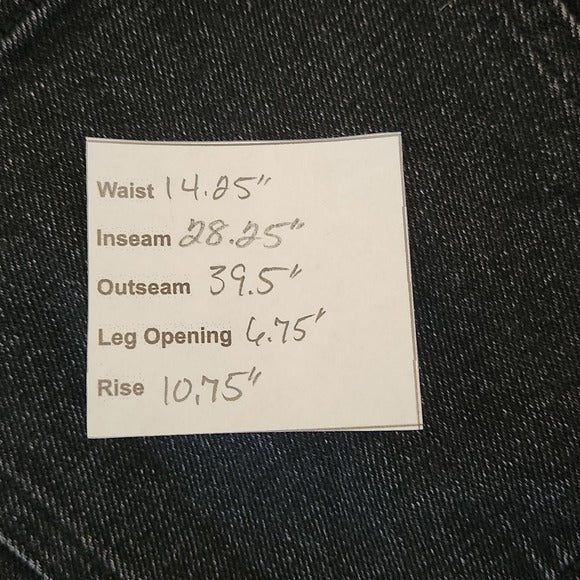 Waist 14.25"
Inseam 28.25"
Outseam 39.5"
Leg Opening 6.75"
Rise 10.75"